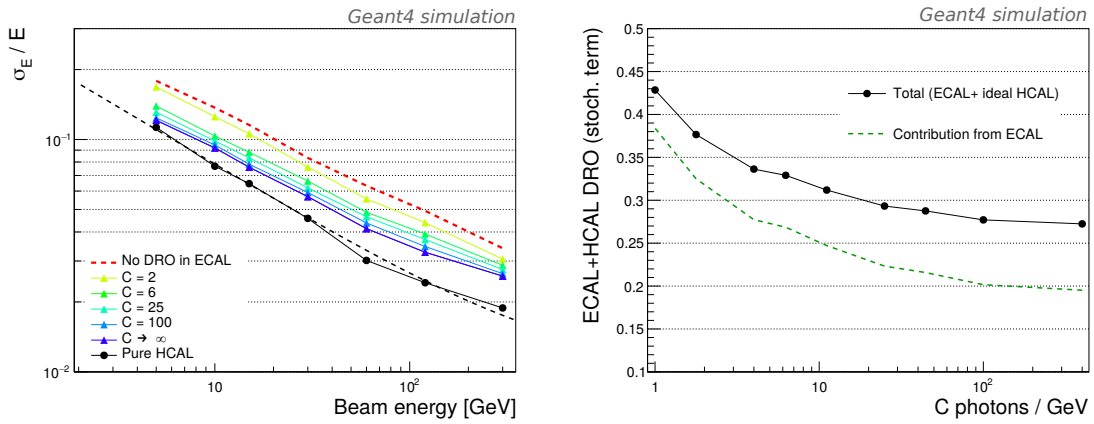 Geant4 simulation
σ_E / E
10⁻¹
No DRO in ECAL
C = 2
C = 6
C = 25
C = 100
C → ∞
Pure HCAL
10⁻²
10
10²
Beam energy [GeV]
Geant4 simulation
ECAL+HCAL DRO (stoch. term)
0.5
0.45
0.4
0.35
0.3
0.25
0.2
0.15
0.1
Total (ECAL+ ideal HCAL)
Contribution from ECAL
1
10
10²
C photons / GeV